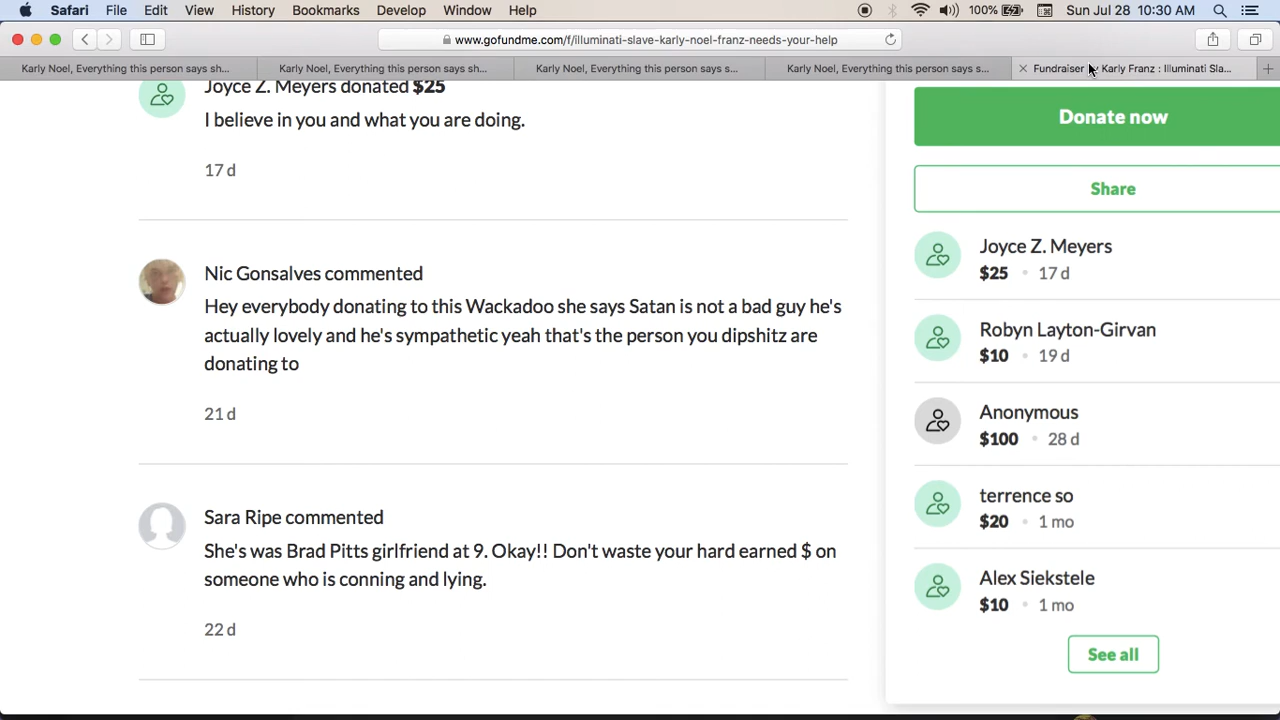 Safari File Edit View History Bookmarks Develop Window Help 100% Sun Jul 28 10:30 AM
www.gofundme.com/f/illuminati-slave-karly-noel-franz-needs-your-help
Karly Noel, Everything this person says sh... Karly Noel, Everything this person says sh... Karly Noel, Everything this person says s... Karly Noel, Everything this person says s... Fundraiser Karly Franz : Illuminati Sla...
Joyce Z. Meyers donated $25
I believe in you and what you are doing.
17 d
Nic Gonsalves commented
Hey everybody donating to this Wackadoo she says Satan is not a bad guy he's
actually lovely and he's sympathetic yeah that's the person you dipshitz are
donating to
21 d
Sara Ripe commented
She's was Brad Pitts girlfriend at 9. Okay!! Don't waste your hard earned $ on
someone who is conning and lying.
22 d
Donate now
Share
Joyce Z. Meyers
$25 • 17 d
Robyn Layton-Girvan
$10 • 19 d
Anonymous
$100 • 28 d
terrence so
$20 • 1 mo
Alex Siekstele
$10 • 1 mo
See all